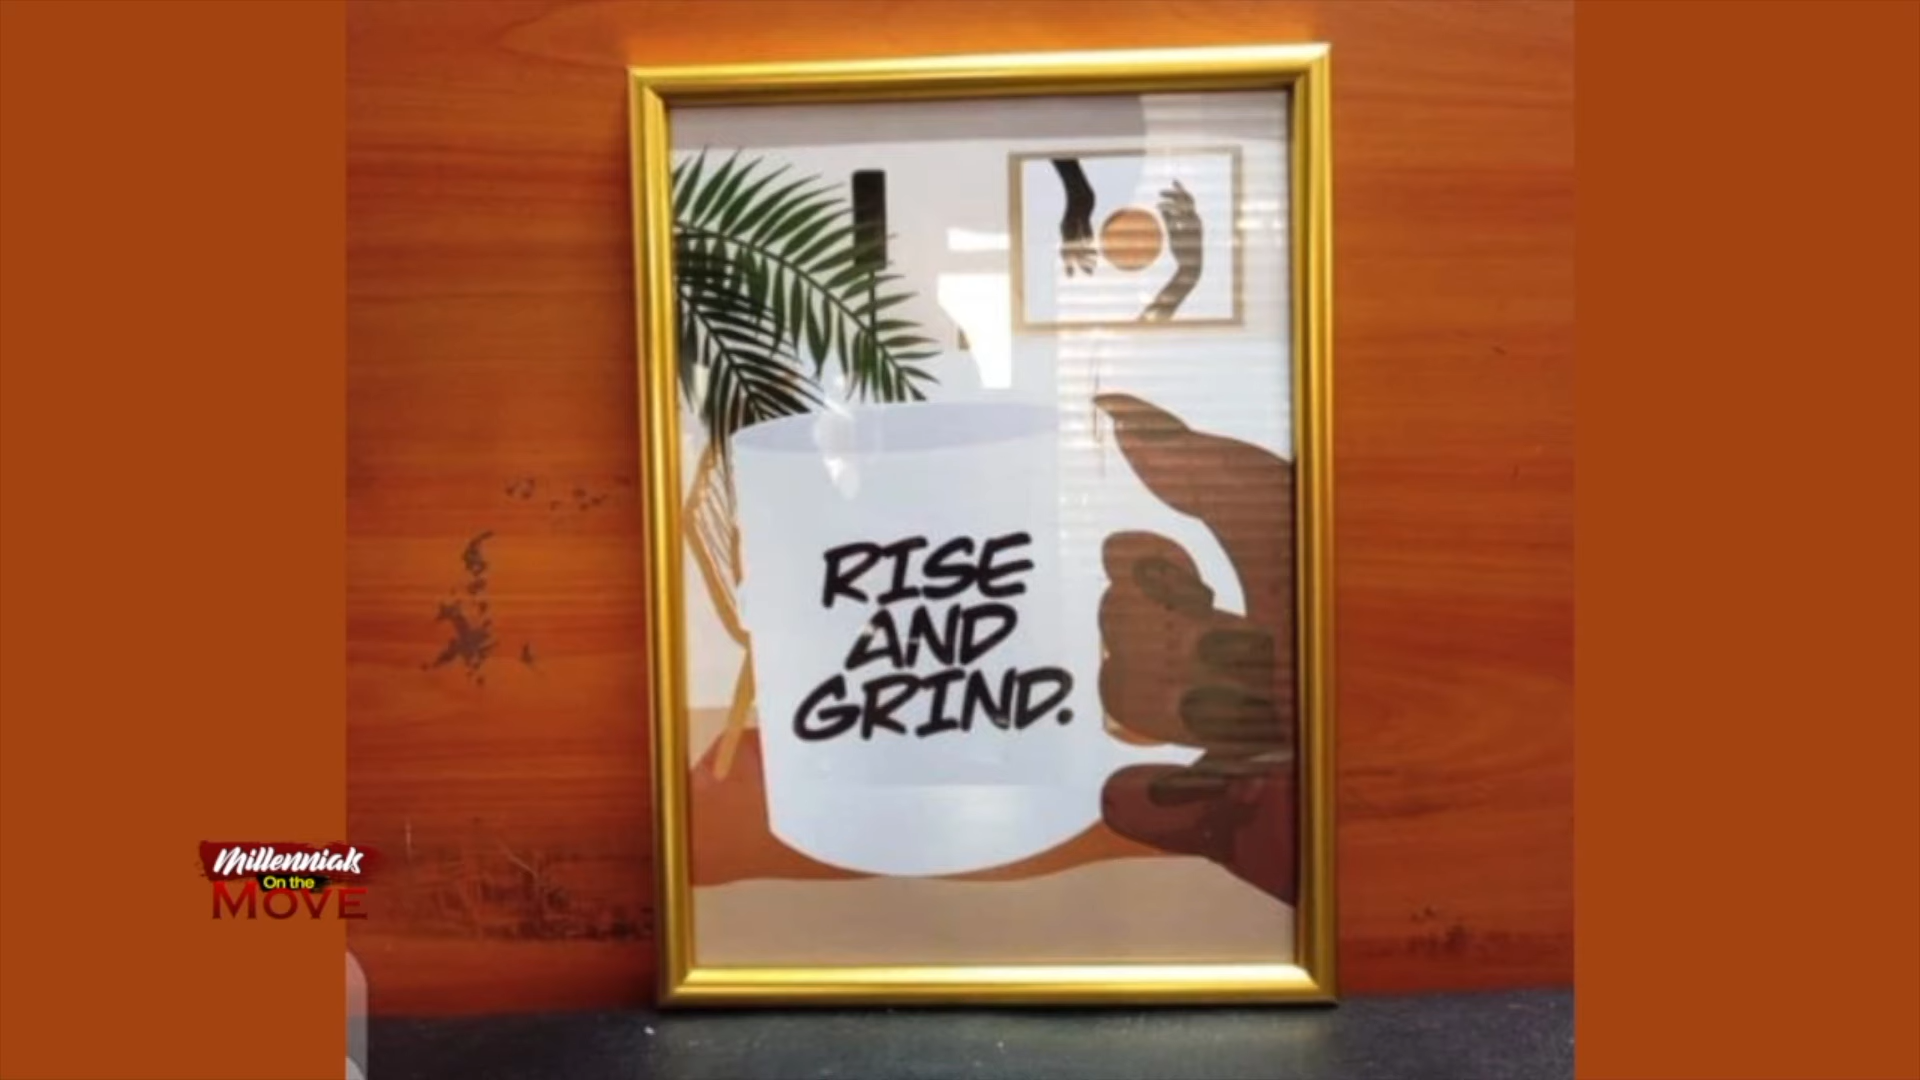 RISE
AND
GRIND.
Millennials
On the
MOVE